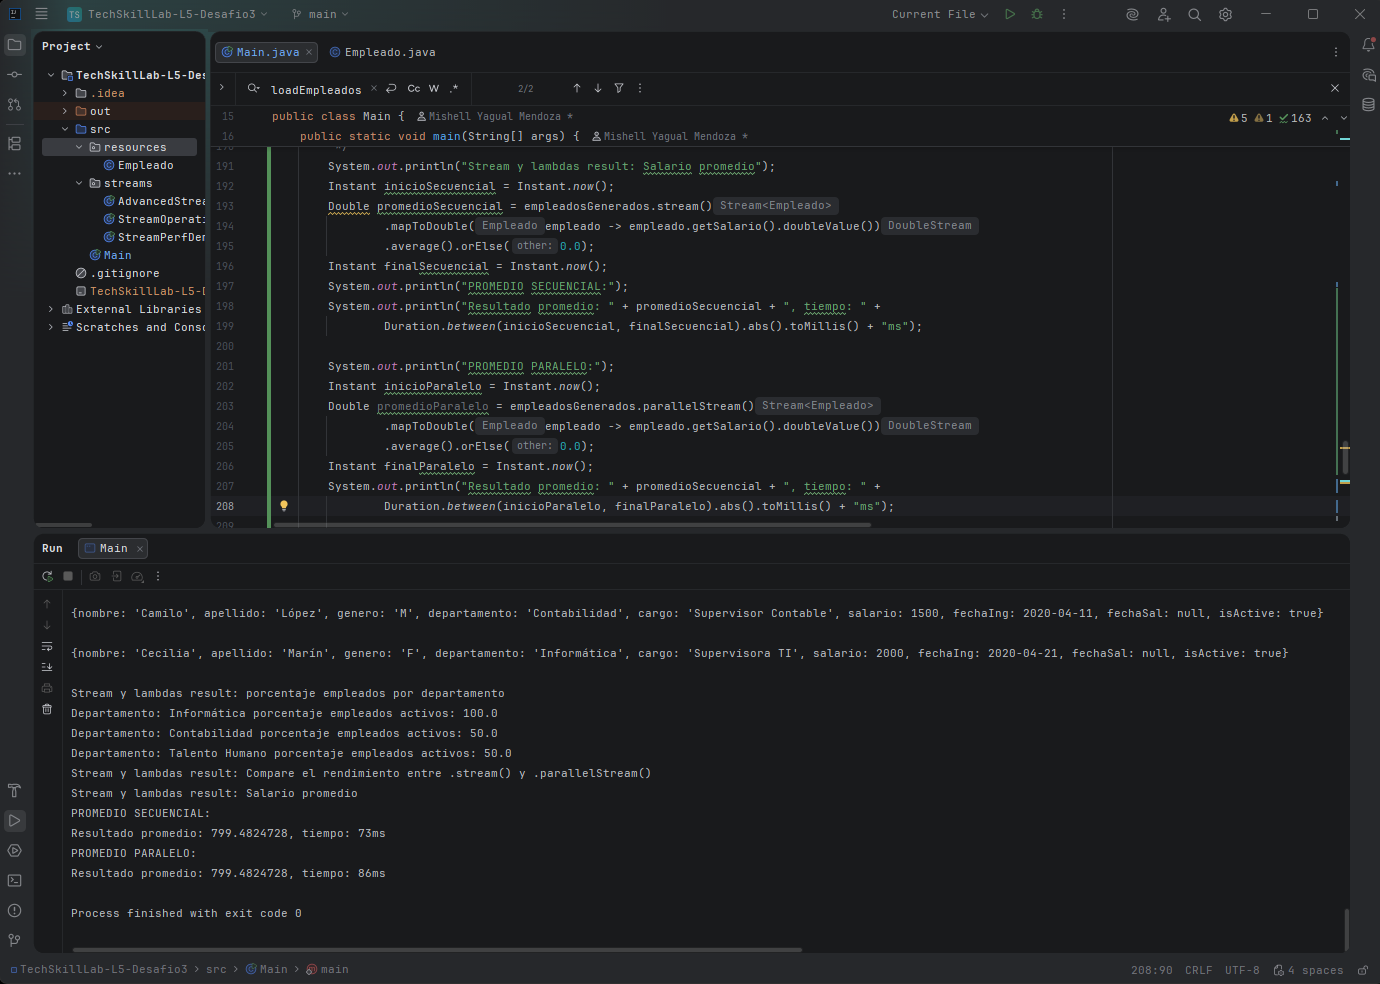 TS TechSkillLab-L5-Desafio3 main Current File
Project
Main.java Empleado.java
TechSkillLab-L5-Des
.idea
out
src
resources
Empleado
streams
AdvancedStrea
StreamOperati
StreamPerfDem
Main
.gitignore
TechSkillLab-L5-D
External Libraries
Scratches and Conso
loadEmpleados Cc W .* 2/2
15 public class Main { Mishell Yagual Mendoza *
16 public static void main(String[] args) { Mishell Yagual Mendoza *
5 1 163
190 */
191 System.out.println("Stream y lambdas result: Salario promedio");
192 Instant inicioSecuencial = Instant.now();
193 Double promedioSecuencial = empleadosGenerados.stream() Stream<Empleado>
194 .mapToDouble( Empleado empleado -> empleado.getSalario().doubleValue()) DoubleStream
195 .average().orElse( other: 0.0);
196 Instant finalSecuencial = Instant.now();
197 System.out.println("PROMEDIO SECUENCIAL:");
198 System.out.println("Resultado promedio: " + promedioSecuencial + ", tiempo: " +
199 Duration.between(inicioSecuencial, finalSecuencial).abs().toMillis() + "ms");
200
201 System.out.println("PROMEDIO PARALELO:");
202 Instant inicioParalelo = Instant.now();
203 Double promedioParalelo = empleadosGenerados.parallelStream() Stream<Empleado>
204 .mapToDouble( Empleado empleado -> empleado.getSalario().doubleValue()) DoubleStream
205 .average().orElse( other: 0.0);
206 Instant finalParalelo = Instant.now();
207 System.out.println("Resultado promedio: " + promedioSecuencial + ", tiempo: " +
208 Duration.between(inicioParalelo, finalParalelo).abs().toMillis() + "ms");
209
Run Main
{nombre: 'Camilo', apellido: 'López', genero: 'M', departamento: 'Contabilidad', cargo: 'Supervisor Contable', salario: 1500, fechaIng: 2020-04-11, fechaSal: null, isActive: true}
{nombre: 'Cecilia', apellido: 'Marín', genero: 'F', departamento: 'Informática', cargo: 'Supervisora TI', salario: 2000, fechaIng: 2020-04-21, fechaSal: null, isActive: true}
Stream y lambdas result: porcentaje empleados por departamento
Departamento: Informática porcentaje empleados activos: 100.0
Departamento: Contabilidad porcentaje empleados activos: 50.0
Departamento: Talento Humano porcentaje empleados activos: 50.0
Stream y lambdas result: Compare el rendimiento entre .stream() y .parallelStream()
Stream y lambdas result: Salario promedio
PROMEDIO SECUENCIAL:
Resultado promedio: 799.4824728, tiempo: 73ms
PROMEDIO PARALELO:
Resultado promedio: 799.4824728, tiempo: 86ms
Process finished with exit code 0
TechSkillLab-L5-Desafio3 > src > Main > main 208:90 CRLF UTF-8 4 spaces